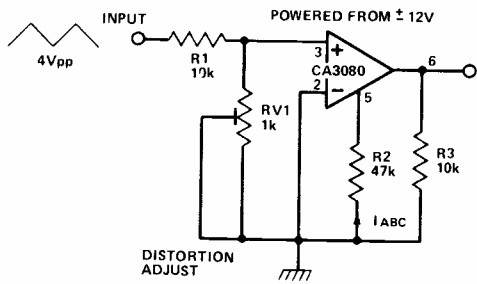 INPUT
POWERED FROM ± 12V
4Vpp
R1
10k
3
+
CA3080
6
2
−
5
RV1
1k
R2
47k
R3
10k
I ABC
DISTORTION
ADJUST